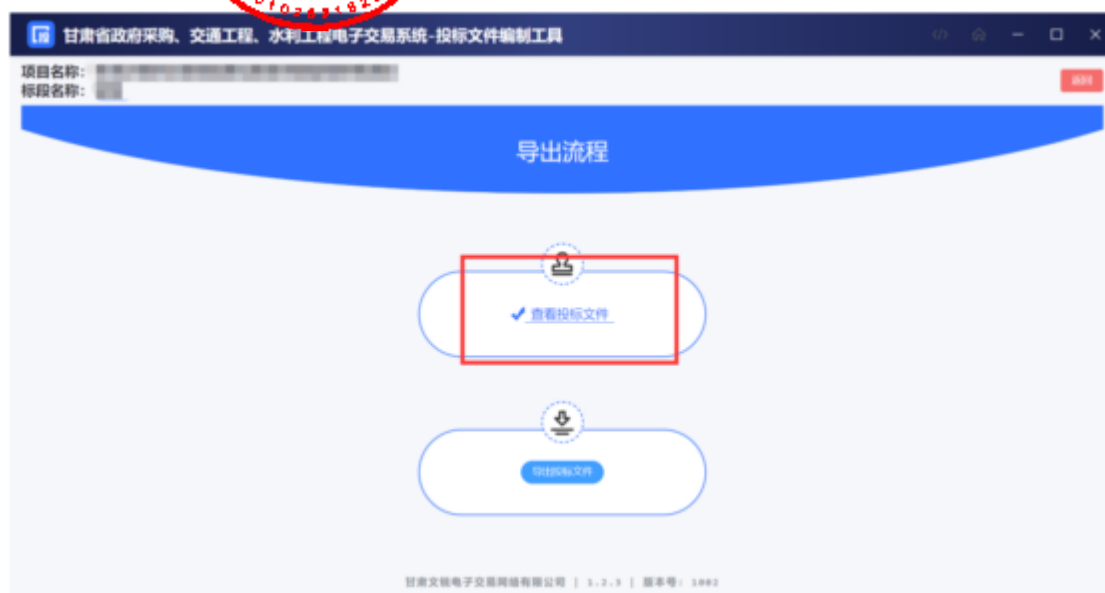 甘肃省政府采购、交通工程、水利工程电子交易系统-投标文件编制工具
项目名称:
标段名称:
返回
导出流程
查看投标文件
导出投标文件
甘肃文锐电子交易网络有限公司 | 1.2.3 | 版本号: 1002